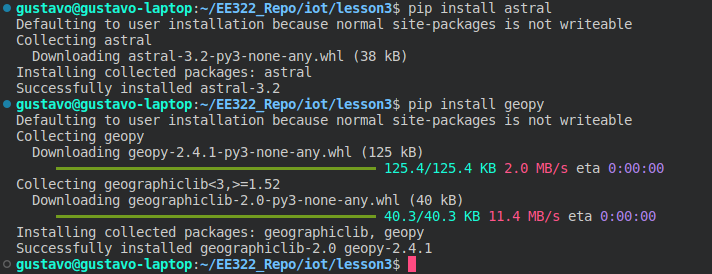 gustavo@gustavo-laptop:~/EE322_Repo/iot/lesson3$ pip install astral
Defaulting to user installation because normal site-packages is not writeable
Collecting astral
  Downloading astral-3.2-py3-none-any.whl (38 kB)
Installing collected packages: astral
Successfully installed astral-3.2
gustavo@gustavo-laptop:~/EE322_Repo/iot/lesson3$ pip install geopy
Defaulting to user installation because normal site-packages is not writeable
Collecting geopy
  Downloading geopy-2.4.1-py3-none-any.whl (125 kB)
125.4/125.4 KB 2.0 MB/s eta 0:00:00
Collecting geographiclib<3,>=1.52
  Downloading geographiclib-2.0-py3-none-any.whl (40 kB)
40.3/40.3 KB 11.4 MB/s eta 0:00:00
Installing collected packages: geographiclib, geopy
Successfully installed geographiclib-2.0 geopy-2.4.1
gustavo@gustavo-laptop:~/EE322_Repo/iot/lesson3$